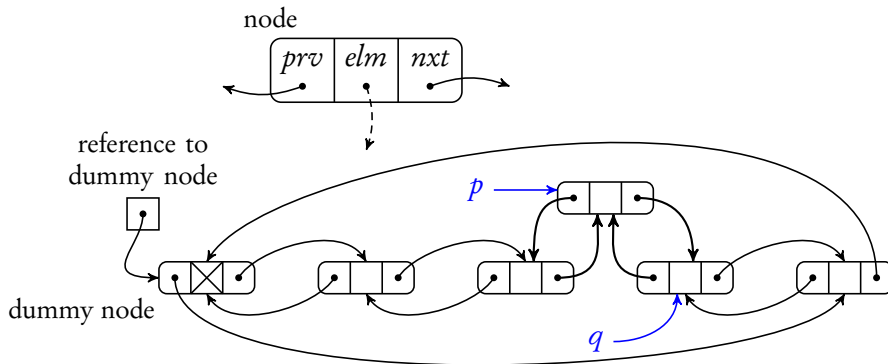 node
prv elm nxt
reference to
dummy node
p
dummy node
q